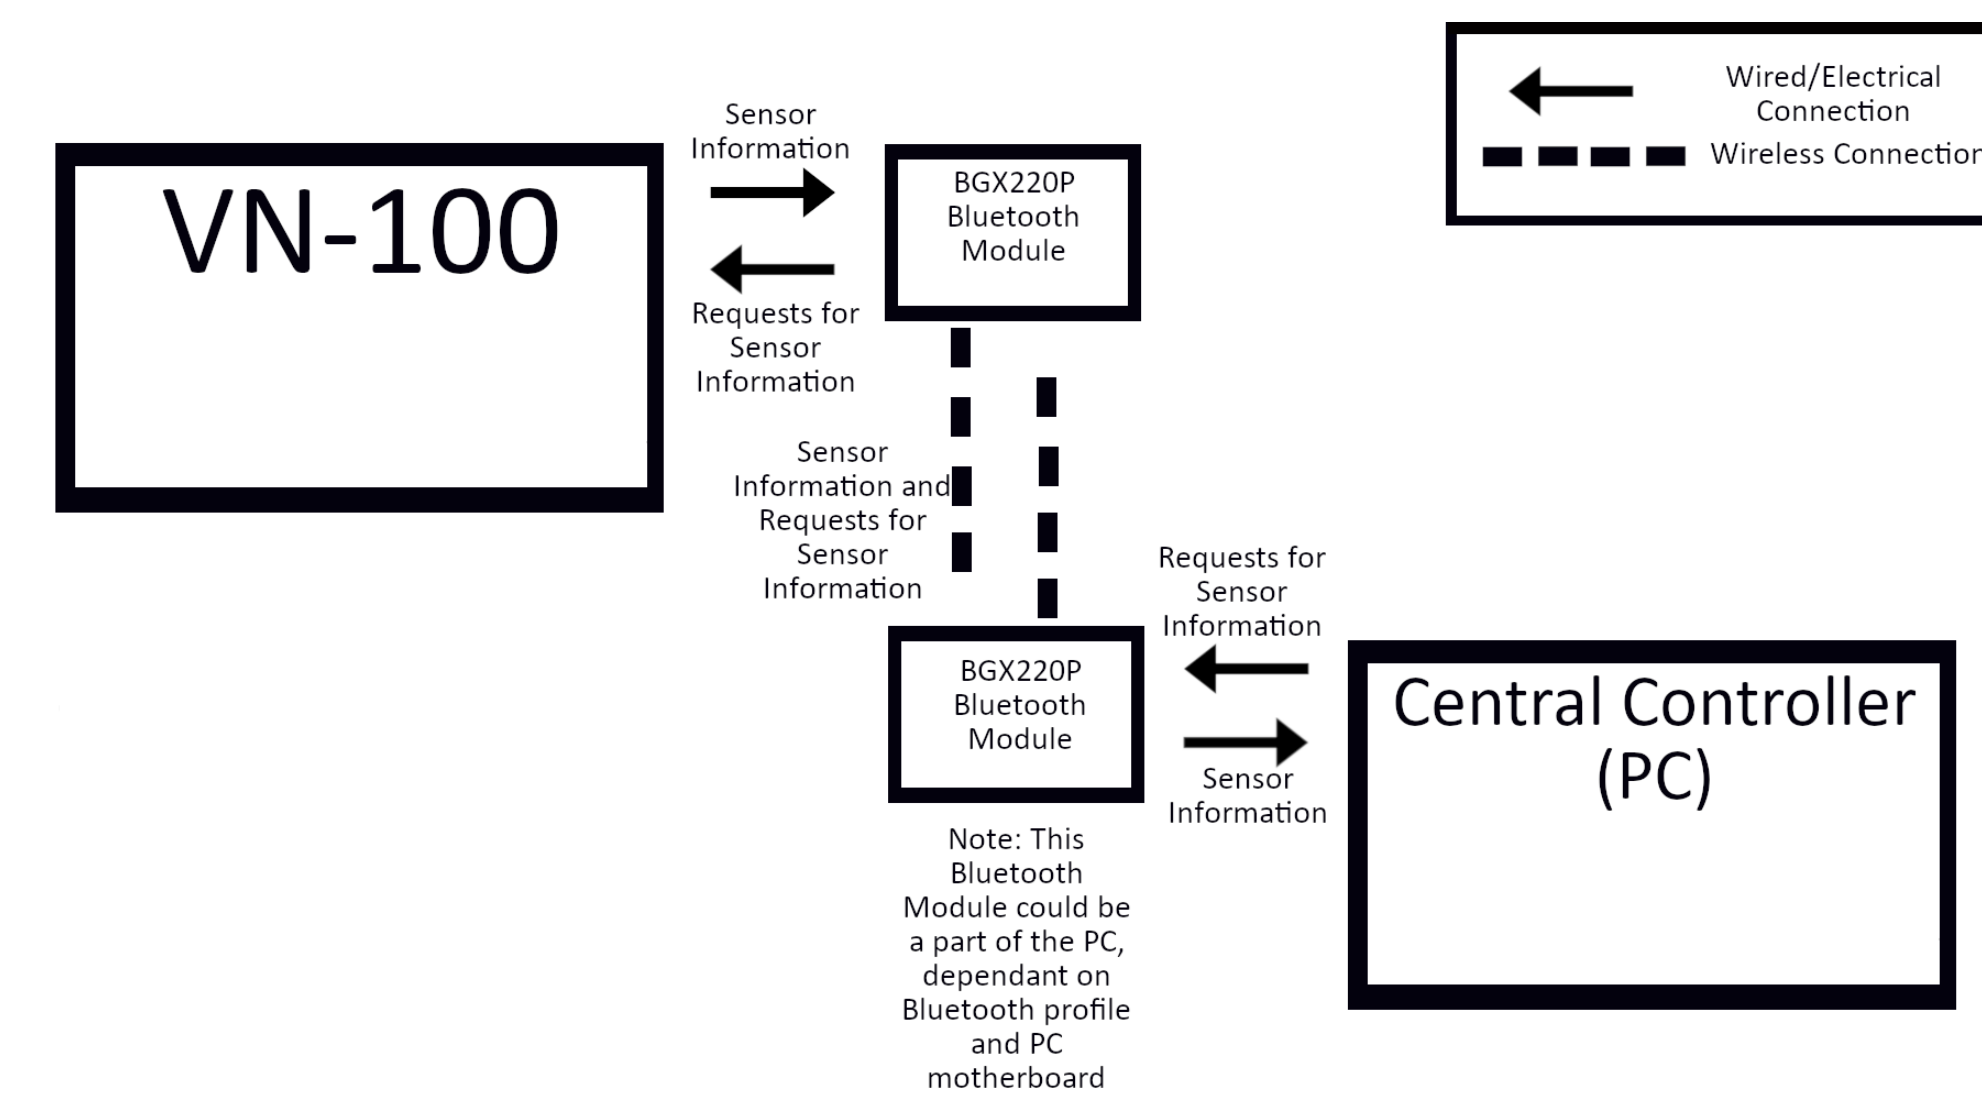 Wired/Electrical
Connection
Wireless Connection
Sensor
Information
VN-100
BGX220P
Bluetooth
Module
Requests for
Sensor
Information
Sensor
Information and
Requests for
Sensor
Information
Requests for
Sensor
Information
BGX220P
Bluetooth
Module
Central Controller
(PC)
Sensor
Information
Note: This
Bluetooth
Module could be
a part of the PC,
dependant on
Bluetooth profile
and PC
motherboard